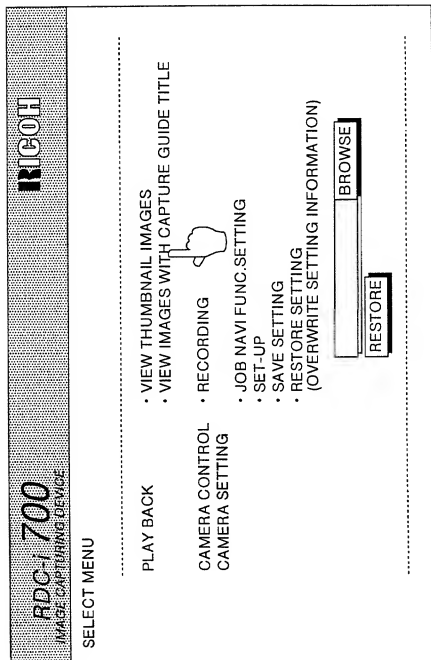 RDC-i 700
IMAGE CAPTURING DEVICE
RICOH
SELECT MENU
PLAY BACK
· VIEW THUMBNAIL IMAGES
· VIEW IMAGES WITH CAPTURE GUIDE TITLE
CAMERA CONTROL
· RECORDING
CAMERA SETTING
· JOB NAVI FUNC.SETTING
· SET-UP
· SAVE SETTING
· RESTORE SETTING
(OVERWRITE SETTING INFORMATION)
BROWSE
RESTORE